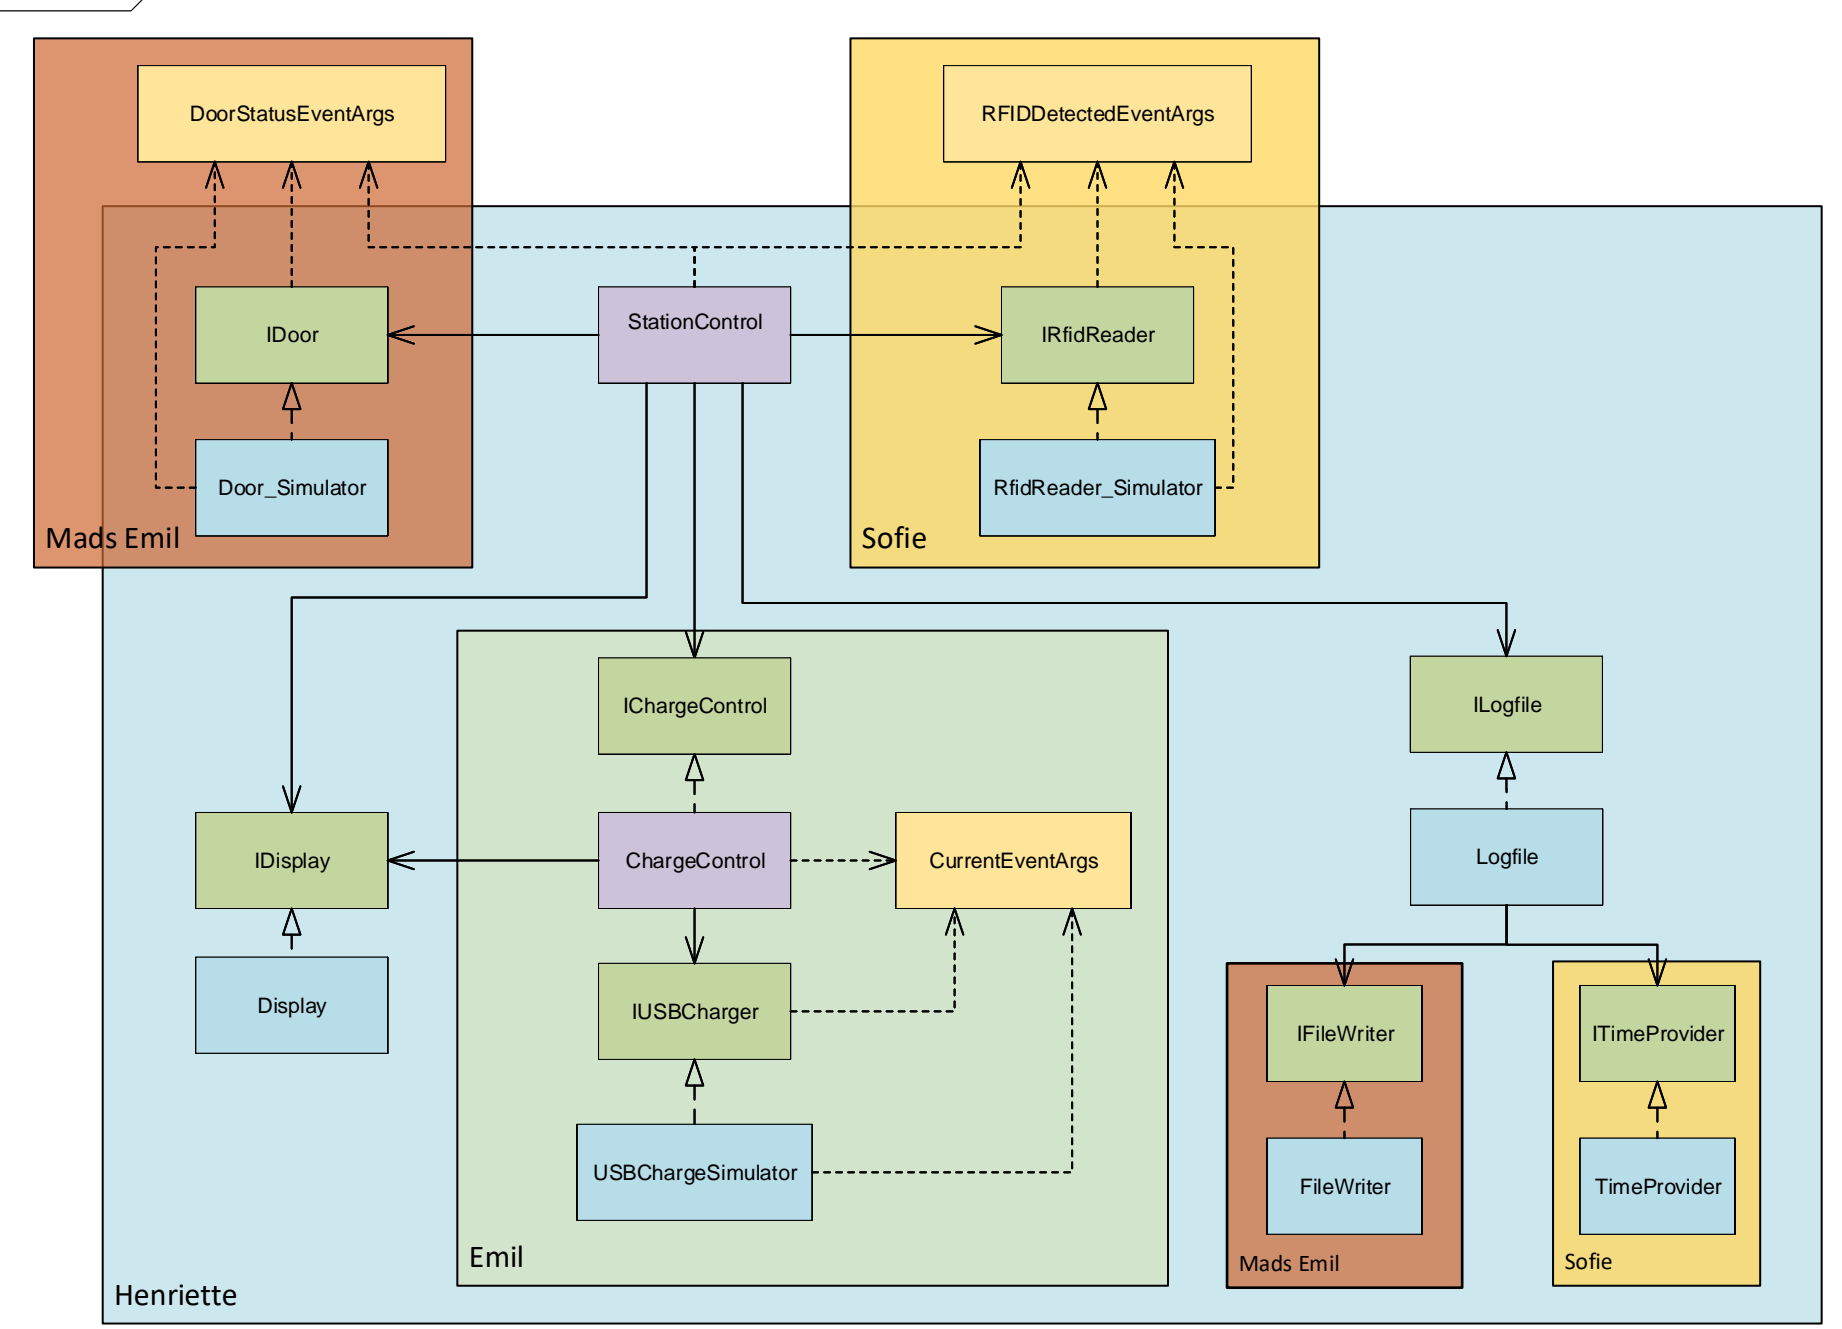 DoorStatusEventArgs
RFIDDetectedEventArgs
IDoor
StationControl
IRfidReader
Door_Simulator
RfidReader_Simulator
Mads Emil
Sofie
IChargeControl
ILogfile
IDisplay
ChargeControl
CurrentEventArgs
Logfile
Display
IUSBCharger
IFileWriter
ITimeProvider
USBChargeSimulator
FileWriter
TimeProvider
Emil
Mads Emil
Sofie
Henriette